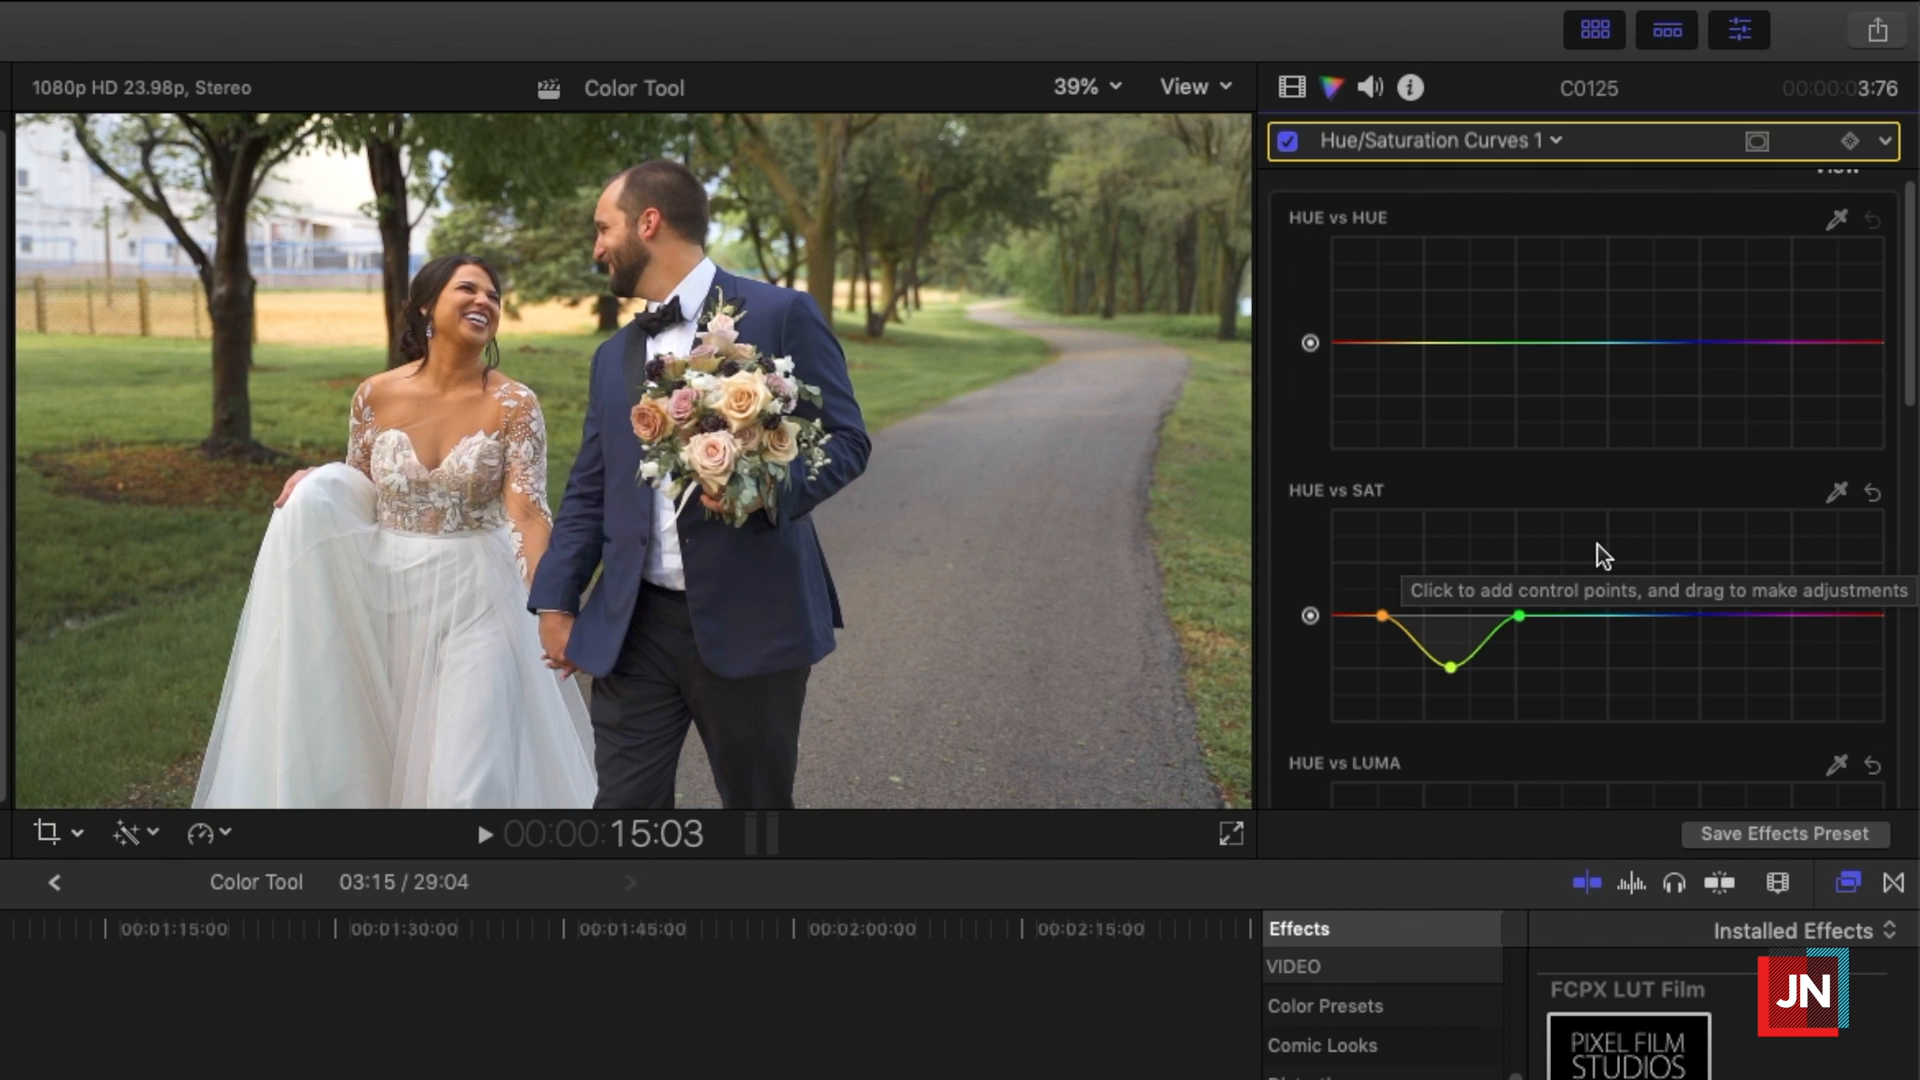 1080p HD 23.98p, Stereo
Color Tool
39%
View
C0125
00:00:03:76
Hue/Saturation Curves 1
View
HUE vs HUE
HUE vs SAT
Click to add control points, and drag to make adjustments
HUE vs LUMA
00:00:15:03
Save Effects Preset
Color Tool
03:15 / 29:04
00:01:15:00
00:01:30:00
00:01:45:00
00:02:00:00
00:02:15:00
Effects
Installed Effects
VIDEO
FCPX LUT Film
JN
Color Presets
Comic Looks
PIXEL FILM
STUDIOS